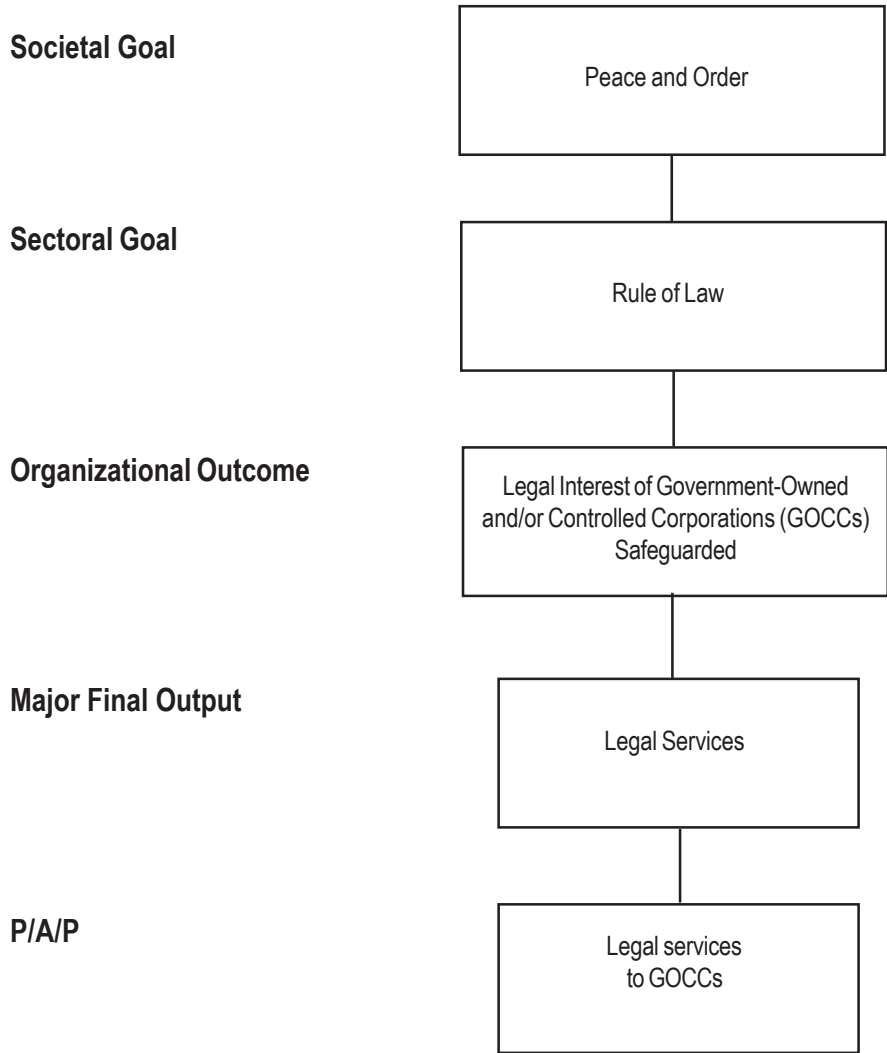 Societal Goal
Peace and Order
Sectoral Goal
Rule of Law
Organizational Outcome
Legal Interest of Government-Owned
and/or Controlled Corporations (GOCCs)
Safeguarded
Major Final Output
Legal Services
P/A/P
Legal services
to GOCCs